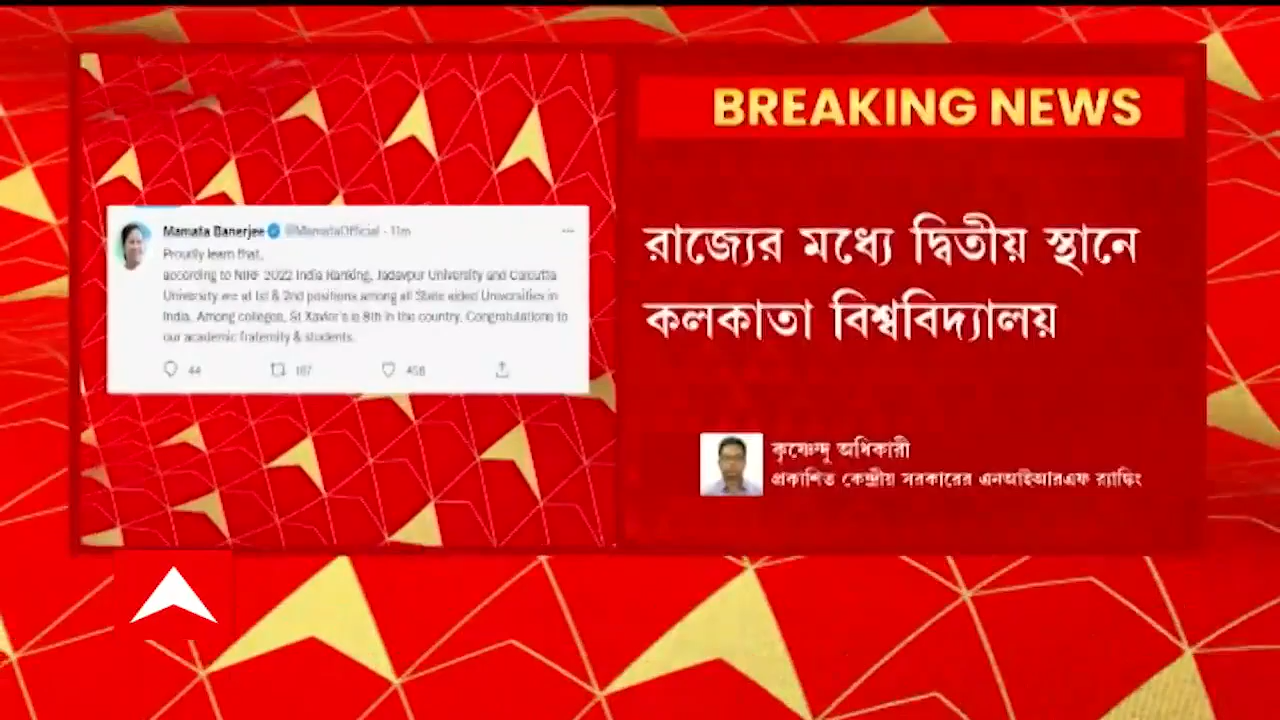 BREAKING NEWS
রাজ্যের মধ্যে দ্বিতীয় স্থানে
কলকাতা বিশ্ববিদ্যালয়
কৃষ্ণেন্দু অধিকারী
প্রকাশিত কেন্দ্রীয় সরকারের এনআইআরএফ র‍্যাঙ্কিং
Mamata Banerjee @MamataOfficial · 11m
Proudly learn that,
according to NIRF 2022 India Ranking, Jadavpur University and Calcutta
University are at 1st & 2nd positions among all State aided Universities in
India. Among colleges, St Xavier's is 8th in the country. Congratulations to
our academic fraternity & students.
44 187 458